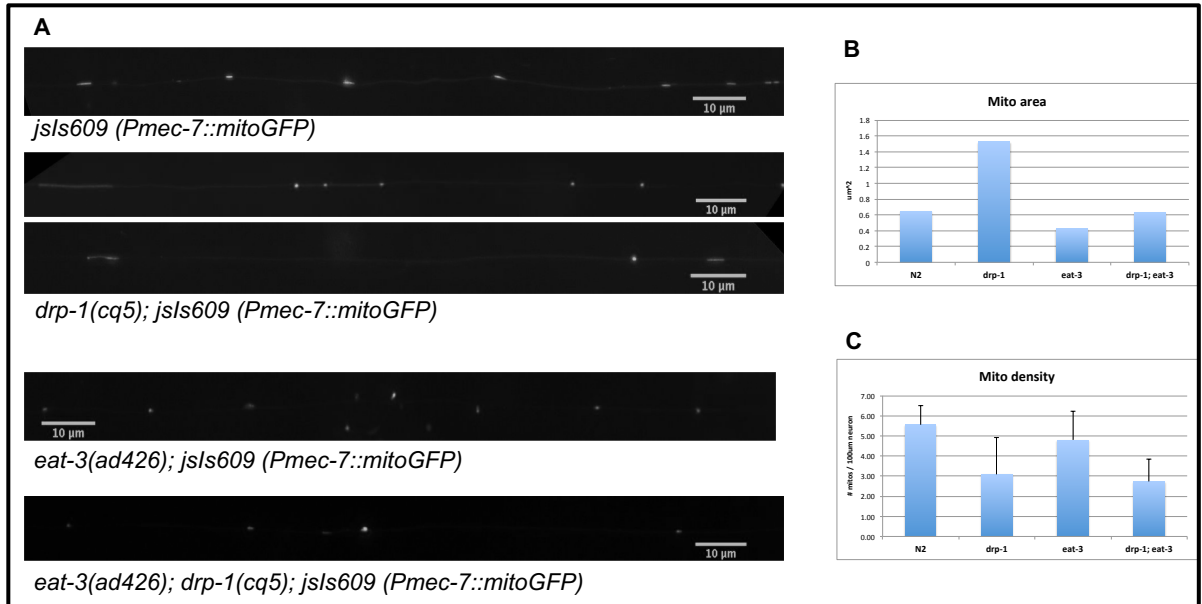 A
10 µm
jsIs609 (Pmec-7::mitoGFP)
10 µm
10 µm
drp-1(cq5); jsIs609 (Pmec-7::mitoGFP)
10 µm
eat-3(ad426); jsIs609 (Pmec-7::mitoGFP)
10 µm
eat-3(ad426); drp-1(cq5); jsIs609 (Pmec-7::mitoGFP)
B
Mito area
um^2
1.8
1.6
1.4
1.2
1
0.8
0.6
0.4
0.2
0
N2 drp-1 eat-3 drp-1; eat-3
C
Mito density
# mitos / 100um neuron
7.00
6.00
5.00
4.00
3.00
2.00
1.00
0.00
N2 drp-1 eat-3 drp-1; eat-3